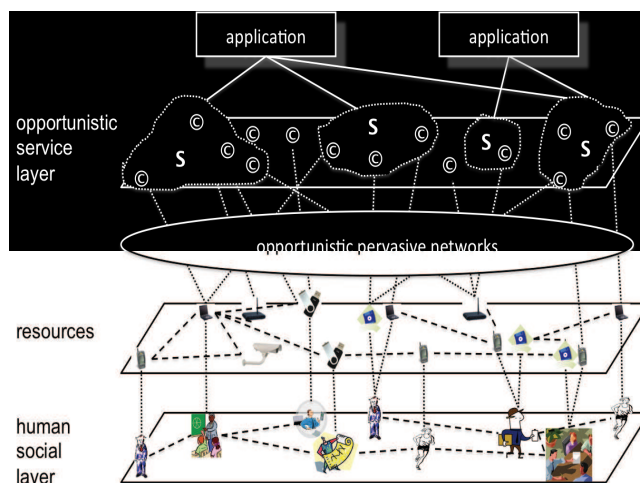 application
application
opportunistic
service
layer
© © © © © S
© S © ©
©
S ©
© © S ©
opportunistic pervasive networks
resources
human
social
layer